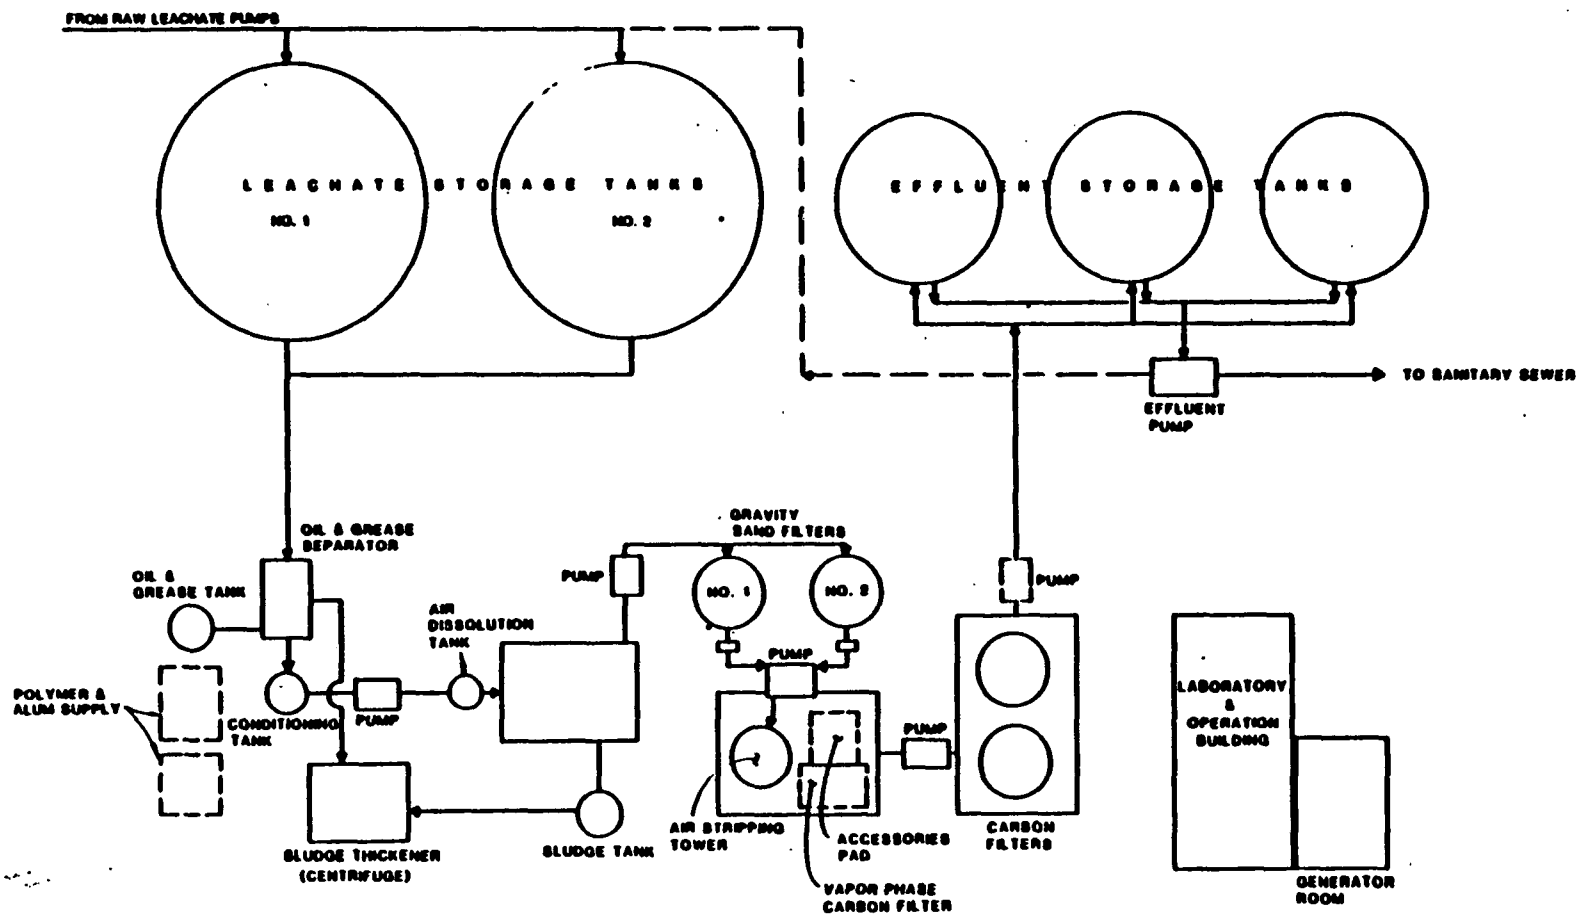 FROM RAW LEACHATE PUMPS
LEACHATE STORAGE TANKS
NO. 1
NO. 2
EFFLUENT STORAGE TANKS
TO SANITARY SEWER
EFFLUENT
PUMP
OIL & GREASE
SEPARATOR
OIL &
GREASE TANK
POLYMER &
ALUM SUPPLY
CONDITIONING
TANK
PUMP
AIR
DISSOLUTION
TANK
SLUDGE THICKENER
(CENTRIFUGE)
SLUDGE TANK
PUMP
GRAVITY
SAND FILTERS
NO. 1
NO. 2
PUMP
AIR STRIPPING
TOWER
ACCESSORIES
PAD
VAPOR PHASE
CARBON FILTER
PUMP
PUMP
CARBON
FILTERS
LABORATORY
&
OPERATION
BUILDING
GENERATOR
ROOM